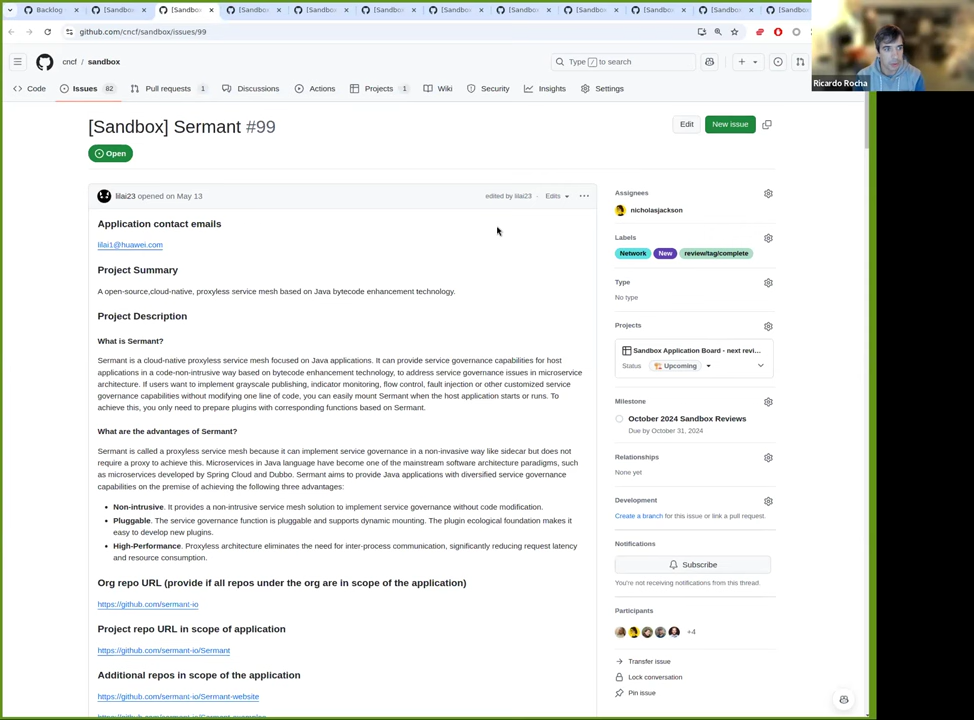 Backlog
[Sandbox
[Sandbox
[Sandbox
[Sandbox
[Sandbox
[Sandbox
[Sandbox
[Sandbox
[Sandbox
[Sandbox
[Sandbox
github.com/cncf/sandbox/issues/99
cncf / sandbox
Type / to search
Ricardo Rocha
Code
Issues 82
Pull requests 1
Discussions
Actions
Projects 1
Wiki
Security
Insights
Settings
[Sandbox] Sermant #99
Edit
New issue
Open
lilai23 opened on May 13
edited by lilai23
Edits
Application contact emails
lilai1@huawei.com
Project Summary
A open-source,cloud-native, proxyless service mesh based on Java bytecode enhancement technology.
Project Description
What is Sermant?
Sermant is a cloud-native proxyless service mesh focused on Java applications. It can provide service governance capabilities for host
applications in a code-non-intrusive way based on bytecode enhancement technology, to address service governance issues in microservice
architecture. If users want to implement grayscale publishing, indicator monitoring, flow control, fault injection or other customized service
governance capabilities without modifying one line of code, you can easily mount Sermant when the host application starts or runs. To
achieve this, you only need to prepare plugins with corresponding functions based on Sermant.
What are the advantages of Sermant?
Sermant is called a proxyless service mesh because it can implement service governance in a non-invasive way like sidecar but does not
require a proxy to achieve this. Microservices in Java language have become one of the mainstream software architecture paradigms, such
as microservices developed by Spring Cloud and Dubbo. Sermant aims to provide Java applications with diversified service governance
capabilities on the premise of achieving the following three advantages:
• Non-intrusive. It provides a non-intrusive service mesh solution to implement service governance without code modification.
• Pluggable. The service governance function is pluggable and supports dynamic mounting. The plugin ecological foundation makes it
easy to develop new plugins.
• High-Performance. Proxyless architecture eliminates the need for inter-process communication, significantly reducing request latency
and resource consumption.
Org repo URL (provide if all repos under the org are in scope of the application)
https://github.com/sermant-io
Project repo URL in scope of application
https://github.com/sermant-io/Sermant
Additional repos in scope of the application
https://github.com/sermant-io/Sermant-website
https://github.com/sermant-io/Sermant-examples
Assignees
nicholasjackson
Labels
Network
New
review/tag/complete
Type
No type
Projects
Sandbox Application Board - next revi...
Status
Upcoming
Milestone
October 2024 Sandbox Reviews
Due by October 31, 2024
Relationships
None yet
Development
Create a branch for this issue or link a pull request.
Notifications
Subscribe
You're not receiving notifications from this thread.
Participants
+4
Transfer issue
Lock conversation
Pin issue